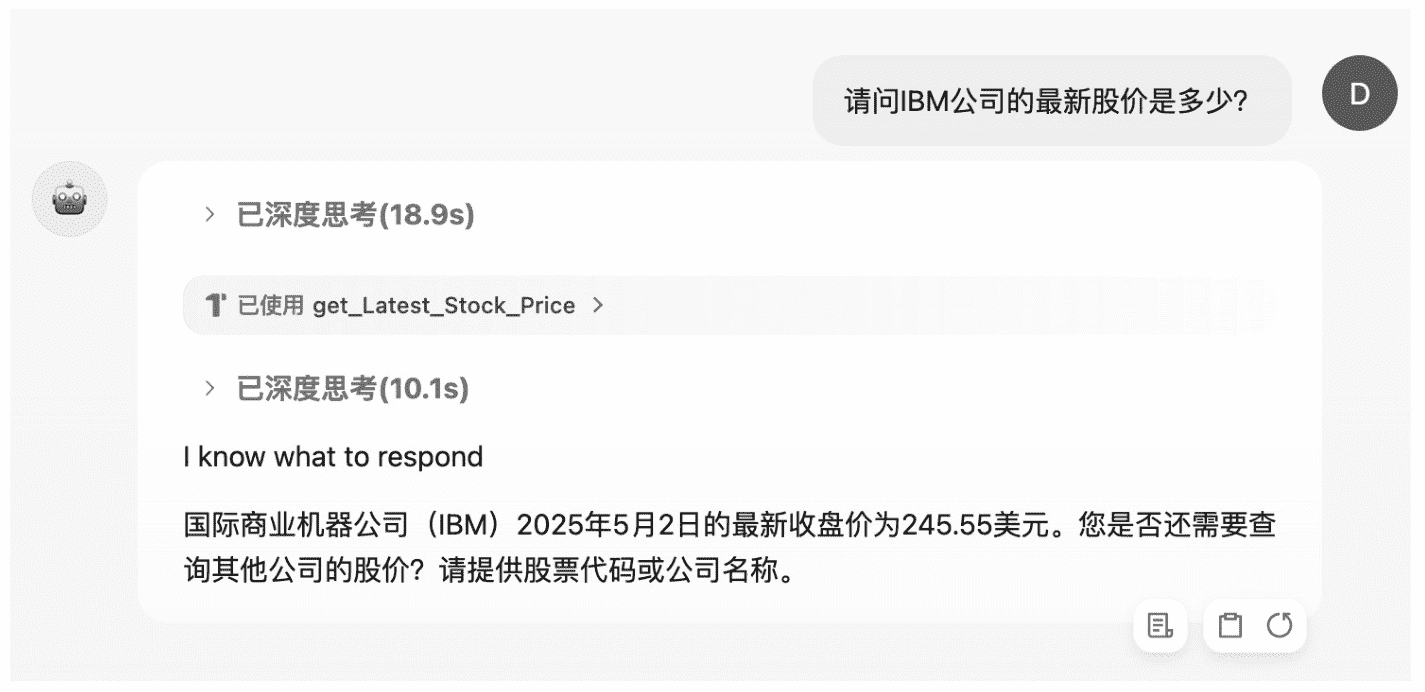 请问IBM公司的最新股价是多少?
D
已深度思考(18.9s)
已使用 get_Latest_Stock_Price
已深度思考(10.1s)
I know what to respond
国际商业机器公司（IBM）2025年5月2日的最新收盘价为245.55美元。您是否还需要查
询其他公司的股价？请提供股票代码或公司名称。